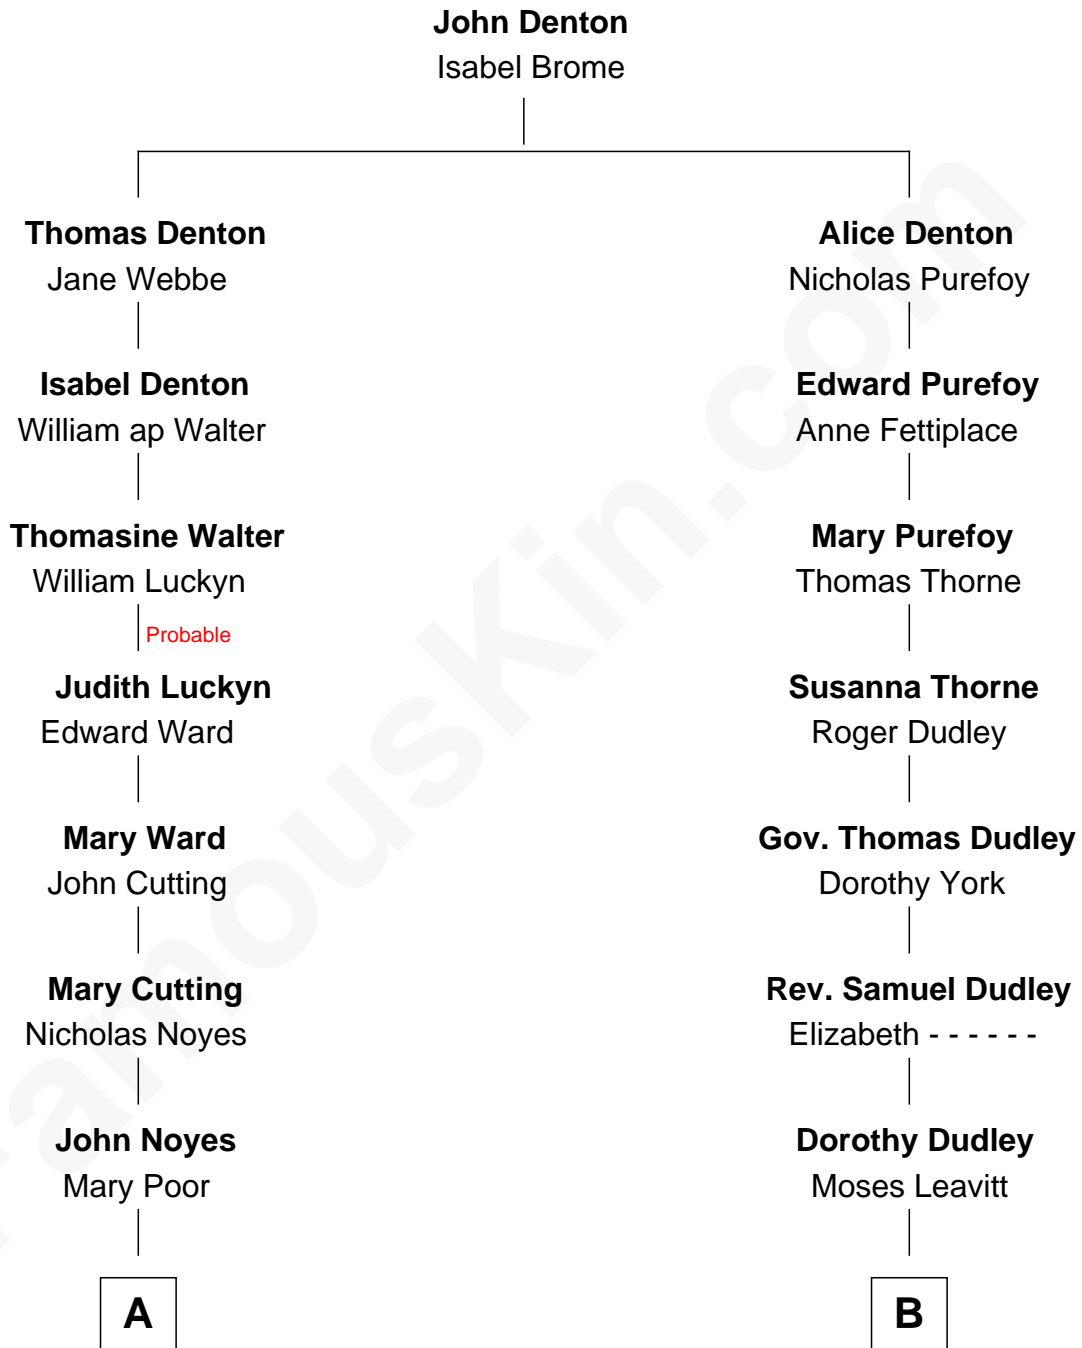 John Denton
Isabel Brome
Thomas Denton
Jane Webbe
Alice Denton
Nicholas Purefoy
Isabel Denton
William ap Walter
Edward Purefoy
Anne Fettiplace
Thomasine Walter
William Luckyn
Mary Purefoy
Thomas Thorne
Probable
Judith Luckyn
Edward Ward
Susanna Thorne
Roger Dudley
Mary Ward
John Cutting
Gov. Thomas Dudley
Dorothy York
Mary Cutting
Nicholas Noyes
Rev. Samuel Dudley
Elizabeth - - - - - -
John Noyes
Mary Poor
Dorothy Dudley
Moses Leavitt
A
B
FamousKin.com